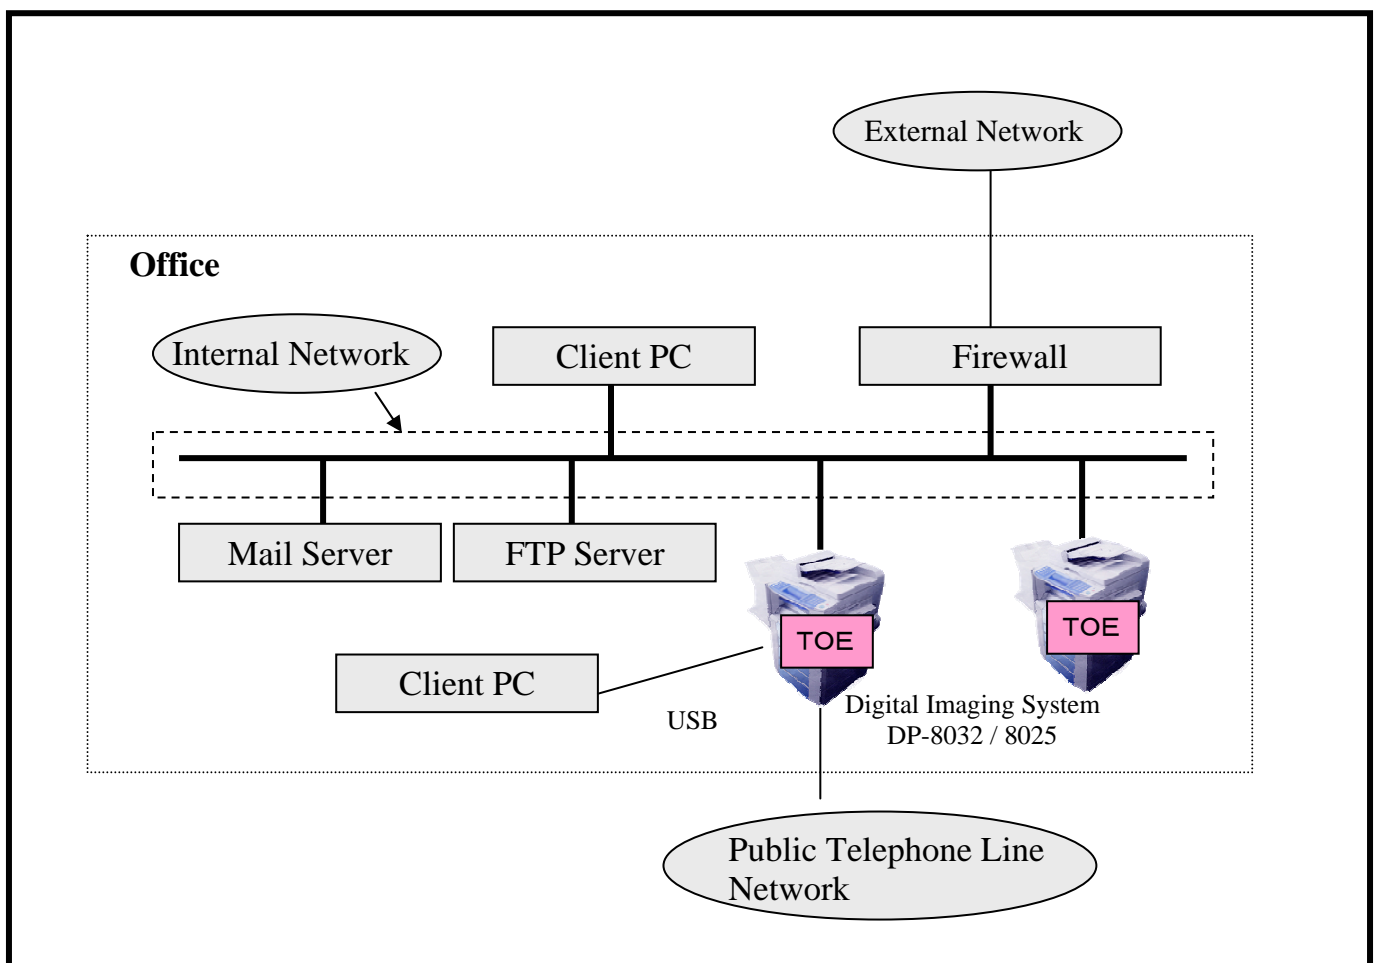 External Network
Office
Internal Network
Client PC
Firewall
Mail Server
FTP Server
TOE
TOE
Client PC
USB
Digital Imaging System
DP-8032 / 8025
Public Telephone Line
Network